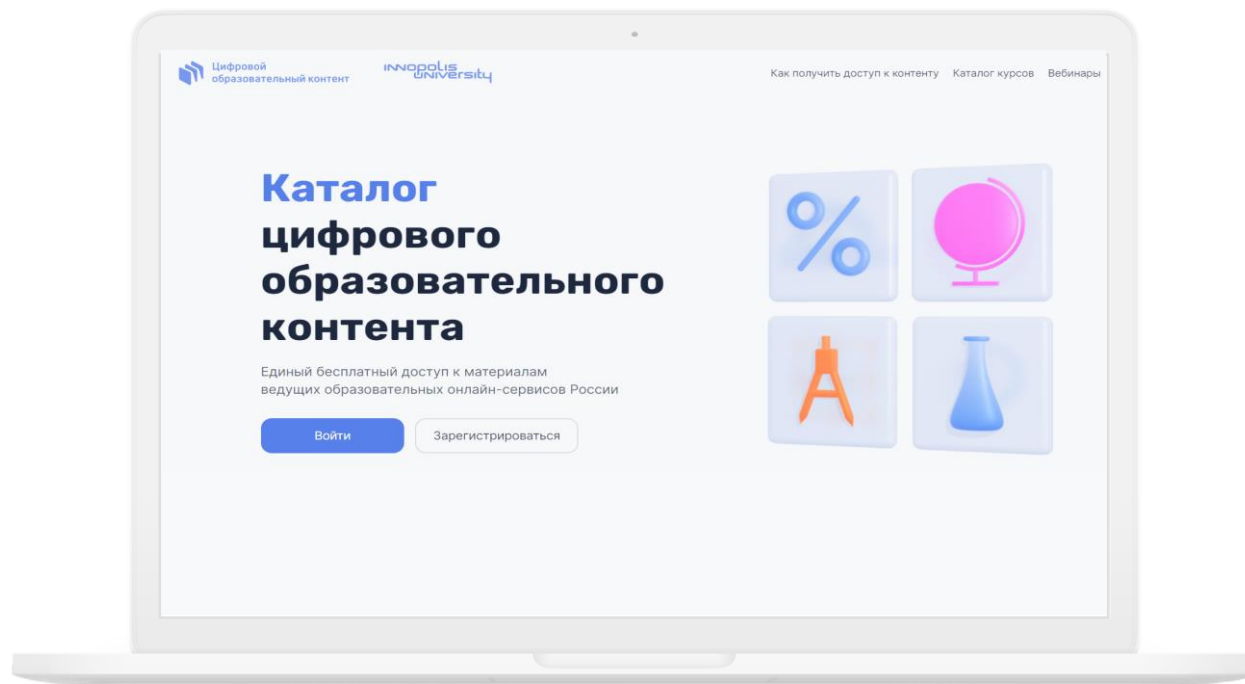 Цифровой
образовательный контент
INNOPOLIS
UNIVERSITY
Как получить доступ к контенту Каталог курсов Вебинары
Каталог
цифрового
образовательного
контента
Единый бесплатный доступ к материалам
ведущих образовательных онлайн-сервисов России
Войти Зарегистрироваться